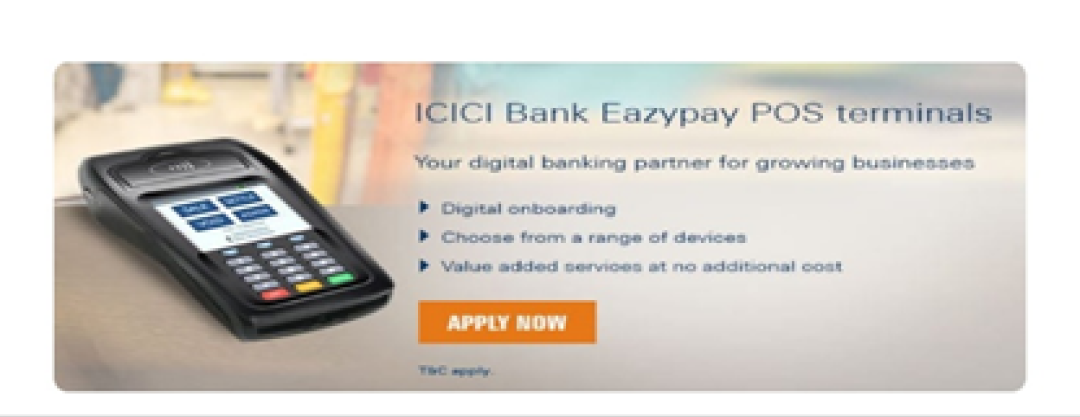 ICICI Bank Eazypay POS terminals
Your digital banking partner for growing businesses
Digital onboarding
Choose from a range of devices
Value added services at no additional cost
APPLY NOW
T&C apply.